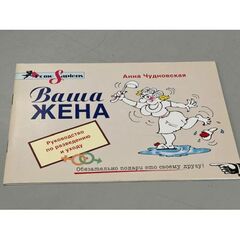 Homo Sapiens
Анна Чудновская
Ваша
ЖЕНА
Руководство
по разведению
и уходу
Обязательно подари это своему другу!